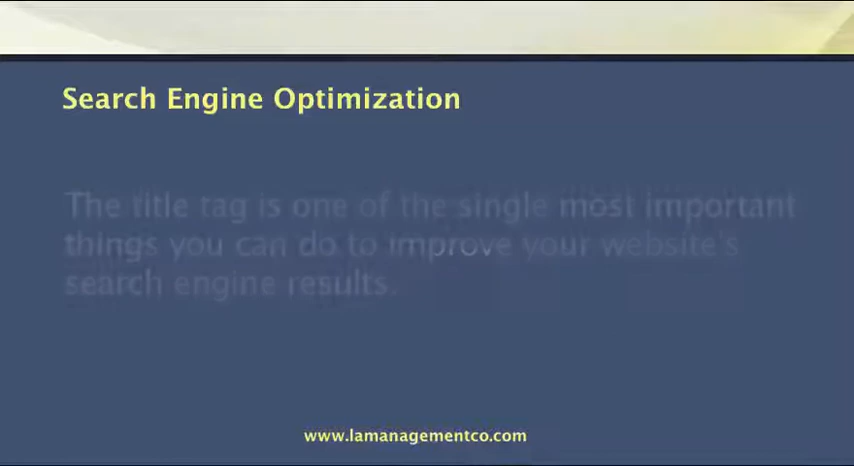 Search Engine Optimization
The title tag is one of the single most important
things you can do to improve your website's
search engine results.
www.lamanagementco.com